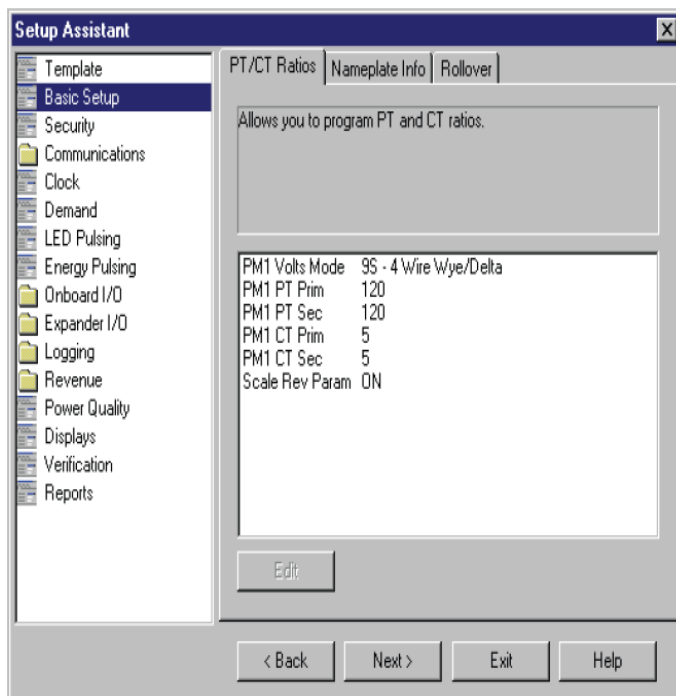 Setup Assistant
Template
Basic Setup
Security
Communications
Clock
Demand
LED Pulsing
Energy Pulsing
Onboard I/O
Expander I/O
Logging
Revenue
Power Quality
Displays
Verification
Reports
PT/CT Ratios Nameplate Info Rollover
Allows you to program PT and CT ratios.
PM1 Volts Mode 9S - 4 Wire Wye/Delta
PM1 PT Prim 120
PM1 PT Sec 120
PM1 CT Prim 5
PM1 CT Sec 5
Scale Rev Param ON
Edit
< Back Next > Exit Help